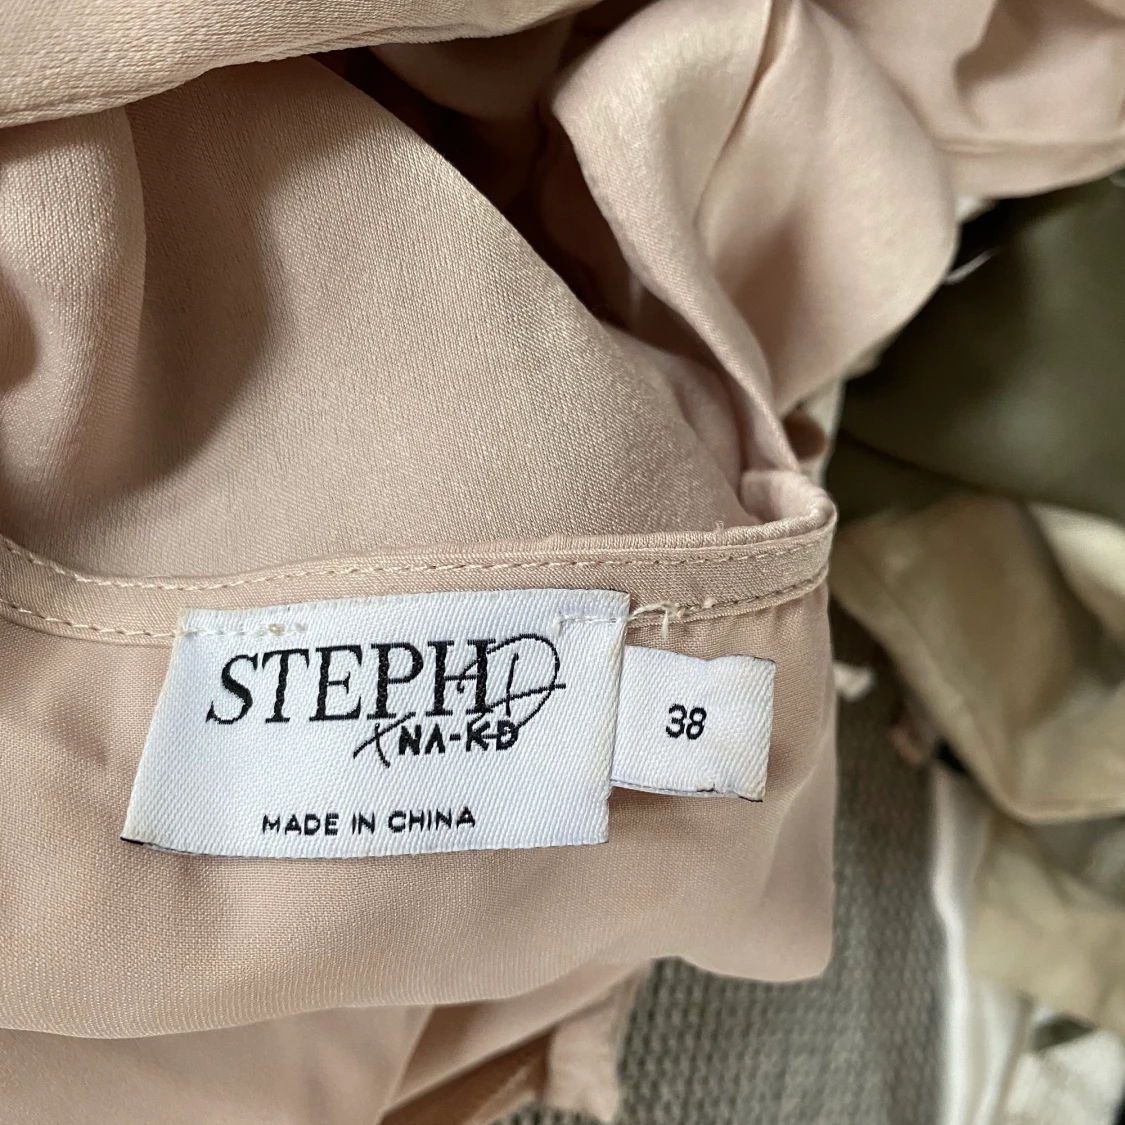 STEPH
x NA-KD
38
MADE IN CHINA